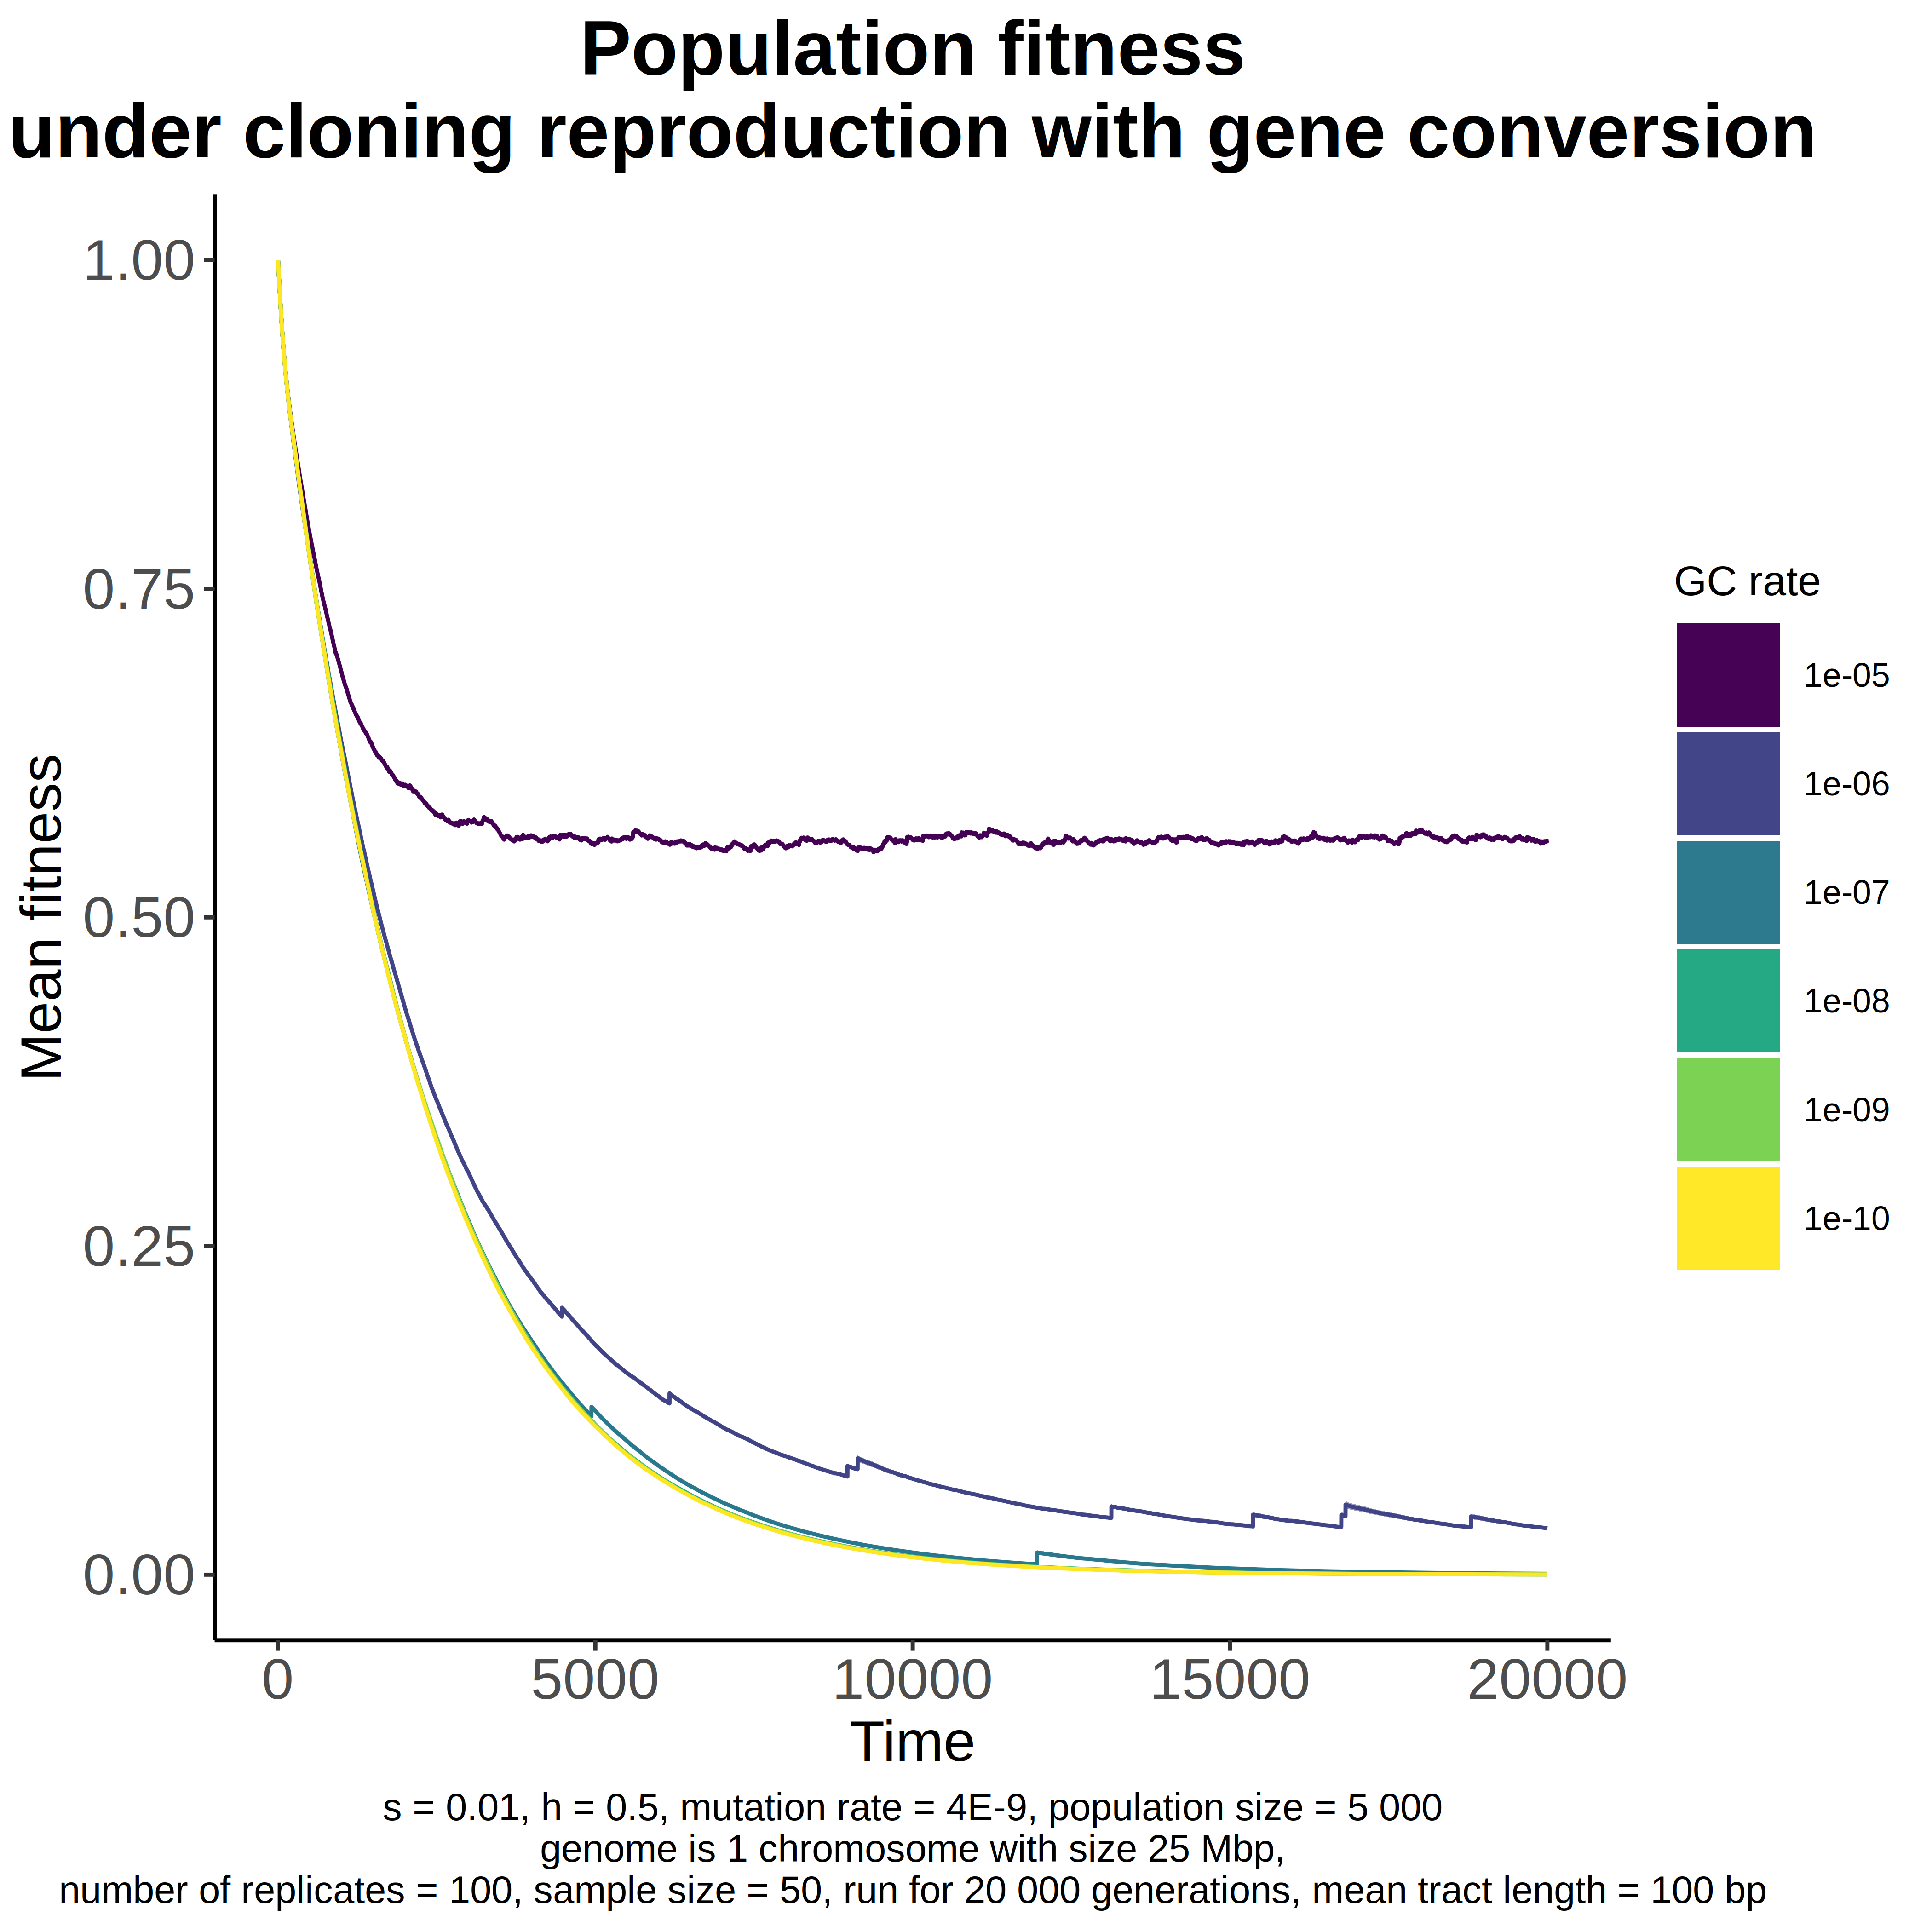 Population fitness
under cloning reproduction with gene conversion
1.00
0.75
0.50
0.25
0.00
Mean fitness
0 5000 10000 15000 20000
Time
GC rate
1e-05
1e-06
1e-07
1e-08
1e-09
1e-10
s = 0.01, h = 0.5, mutation rate = 4E-9, population size = 5 000
genome is 1 chromosome with size 25 Mbp,
number of replicates = 100, sample size = 50, run for 20 000 generations, mean tract length = 100 bp